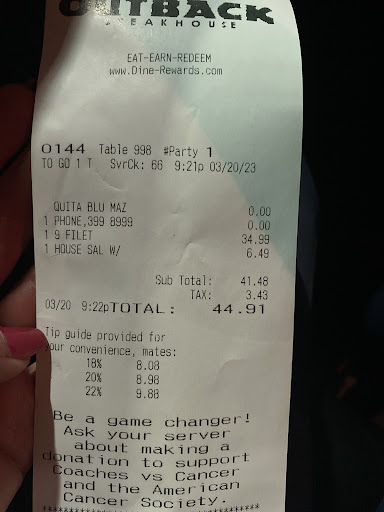 OUTBACK
STEAKHOUSE
EAT-EARN-REDEEM
www.Dine-Rewards.com
0144 Table 998 #Party 1
TO GO 1 T SvrCk: 66 9:21p 03/20/23
QUITA BLU MAZ 0.00
1 PHONE,399 8999 0.00
1 9 FILET 34.99
1 HOUSE SAL W/ 6.49
Sub Total: 41.48
TAX: 3.43
03/20 9:22pTOTAL: 44.91
Tip guide provided for
your convenience, mates:
18% 8.08
20% 8.98
22% 9.88
Be a game changer!
Ask your server
about making a
donation to support
Coaches vs Cancer
and the American
Cancer Society.
*******************************